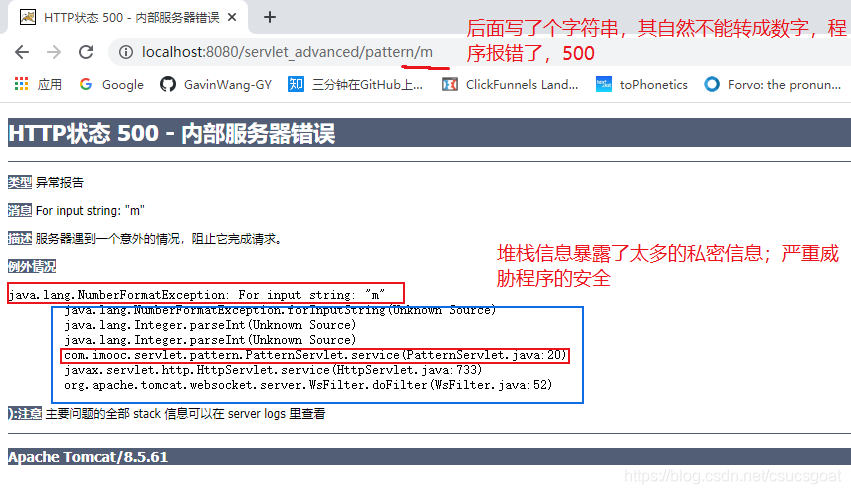 HTTP状态 500 - 内部服务器错误
后面写了个字符串，其自然不能转成数字，程
序报错了，500
localhost:8080/servlet_advanced/pattern/m
应用 Google GavinWang-GY 三分钟在GitHub上... ClickFunnels Land... toPhonetics Forvo: the pronun...
HTTP状态 500 - 内部服务器错误
类型 异常报告
消息 For input string: "m"
描述 服务器遇到一个意外的情况，阻止它完成请求。
例外情况
堆栈信息暴露了太多的私密信息；严重威
胁程序的安全
java.lang.NumberFormatException: For input string: "m"
java.lang.NumberFormatException.forInputString(Unknown Source)
java.lang.Integer.parseInt(Unknown Source)
java.lang.Integer.parseInt(Unknown Source)
com.imooc.servlet.pattern.PatternServlet.service(PatternServlet.java:20)
javax.servlet.http.HttpServlet.service(HttpServlet.java:733)
org.apache.tomcat.websocket.server.WsFilter.doFilter(WsFilter.java:52)
):注意 主要问题的全部 stack 信息可以在 server logs 里查看
Apache Tomcat/8.5.61
https://blog.csdn.net/csucsgoat